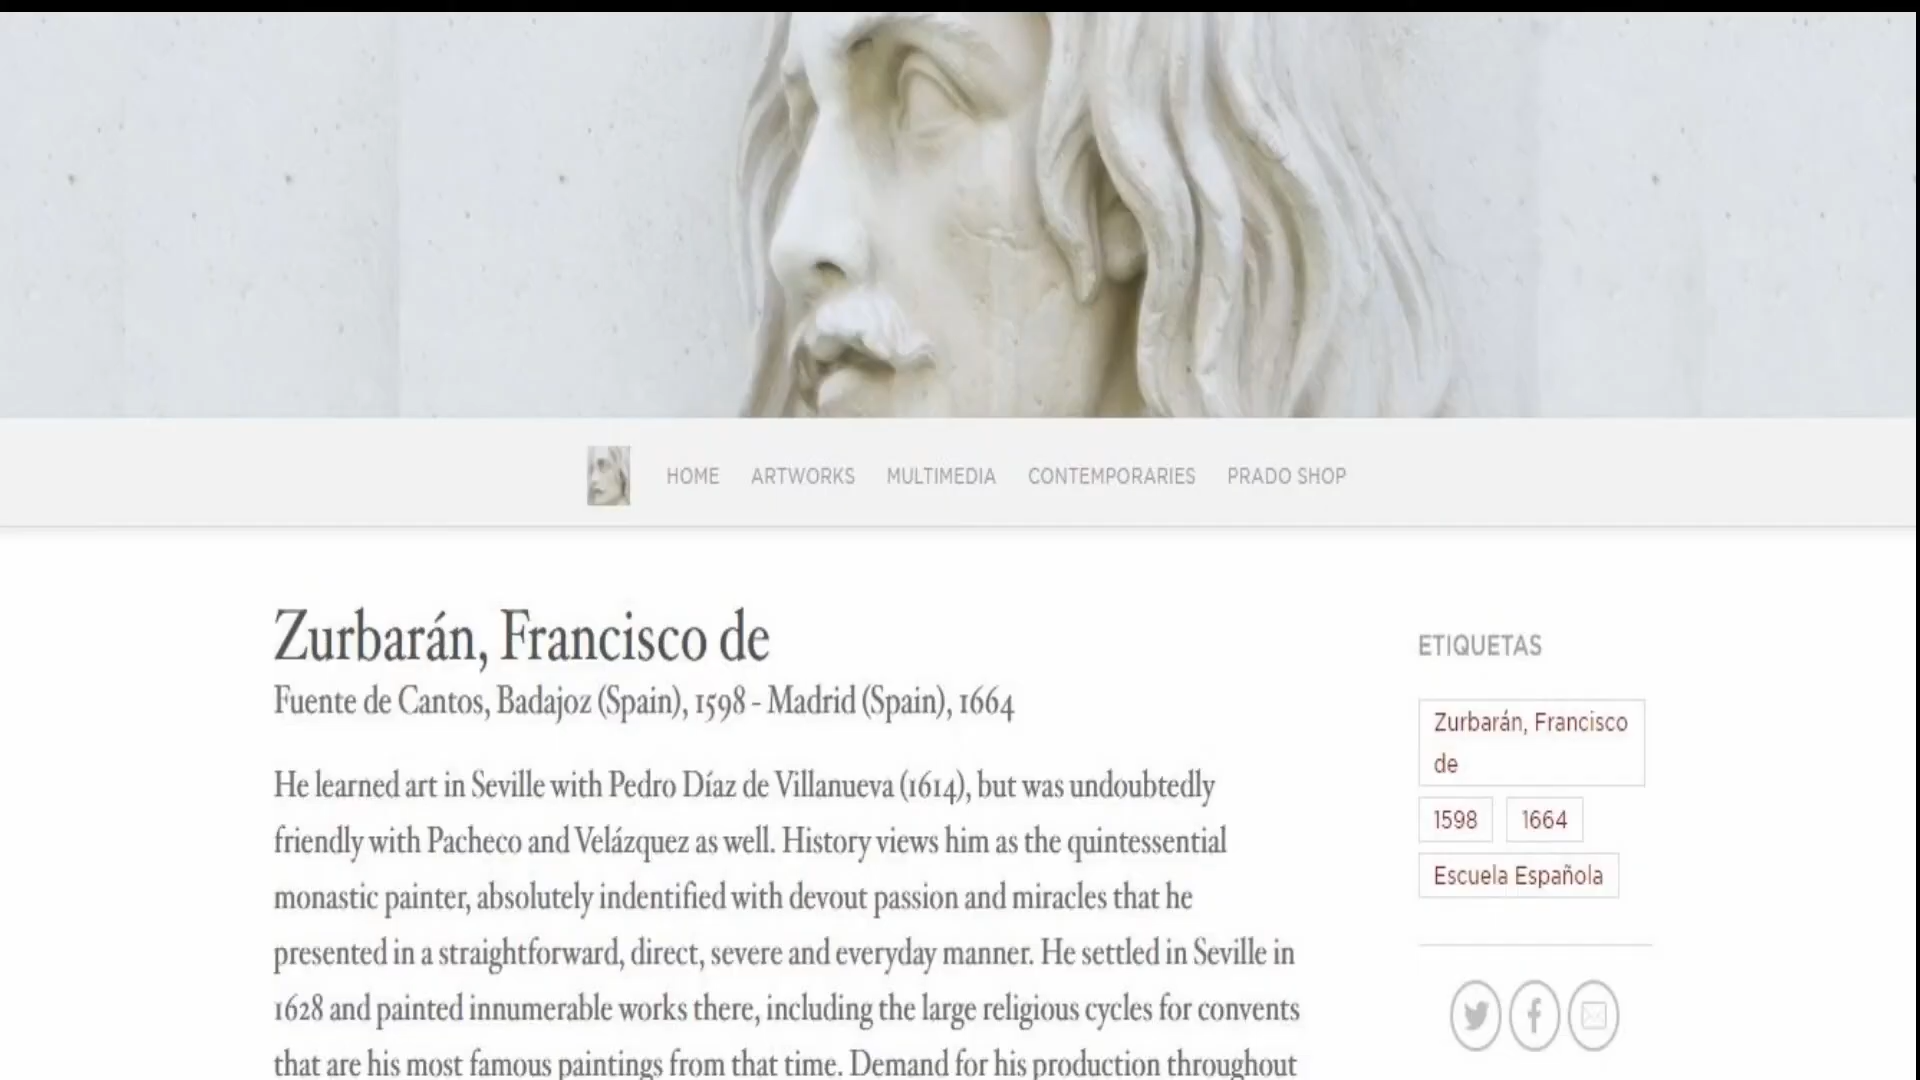 HOME ARTWORKS MULTIMEDIA CONTEMPORARIES PRADO SHOP
Zurbarán, Francisco de
Fuente de Cantos, Badajoz (Spain), 1598 - Madrid (Spain), 1664
He learned art in Seville with Pedro Díaz de Villanueva (1614), but was undoubtedly
friendly with Pacheco and Velázquez as well. History views him as the quintessential
monastic painter, absolutely indentified with devout passion and miracles that he
presented in a straightforward, direct, severe and everyday manner. He settled in Seville in
1628 and painted innumerable works there, including the large religious cycles for convents
that are his most famous paintings from that time. Demand for his production throughout
ETIQUETAS
Zurbarán, Francisco
de
1598 1664
Escuela Española